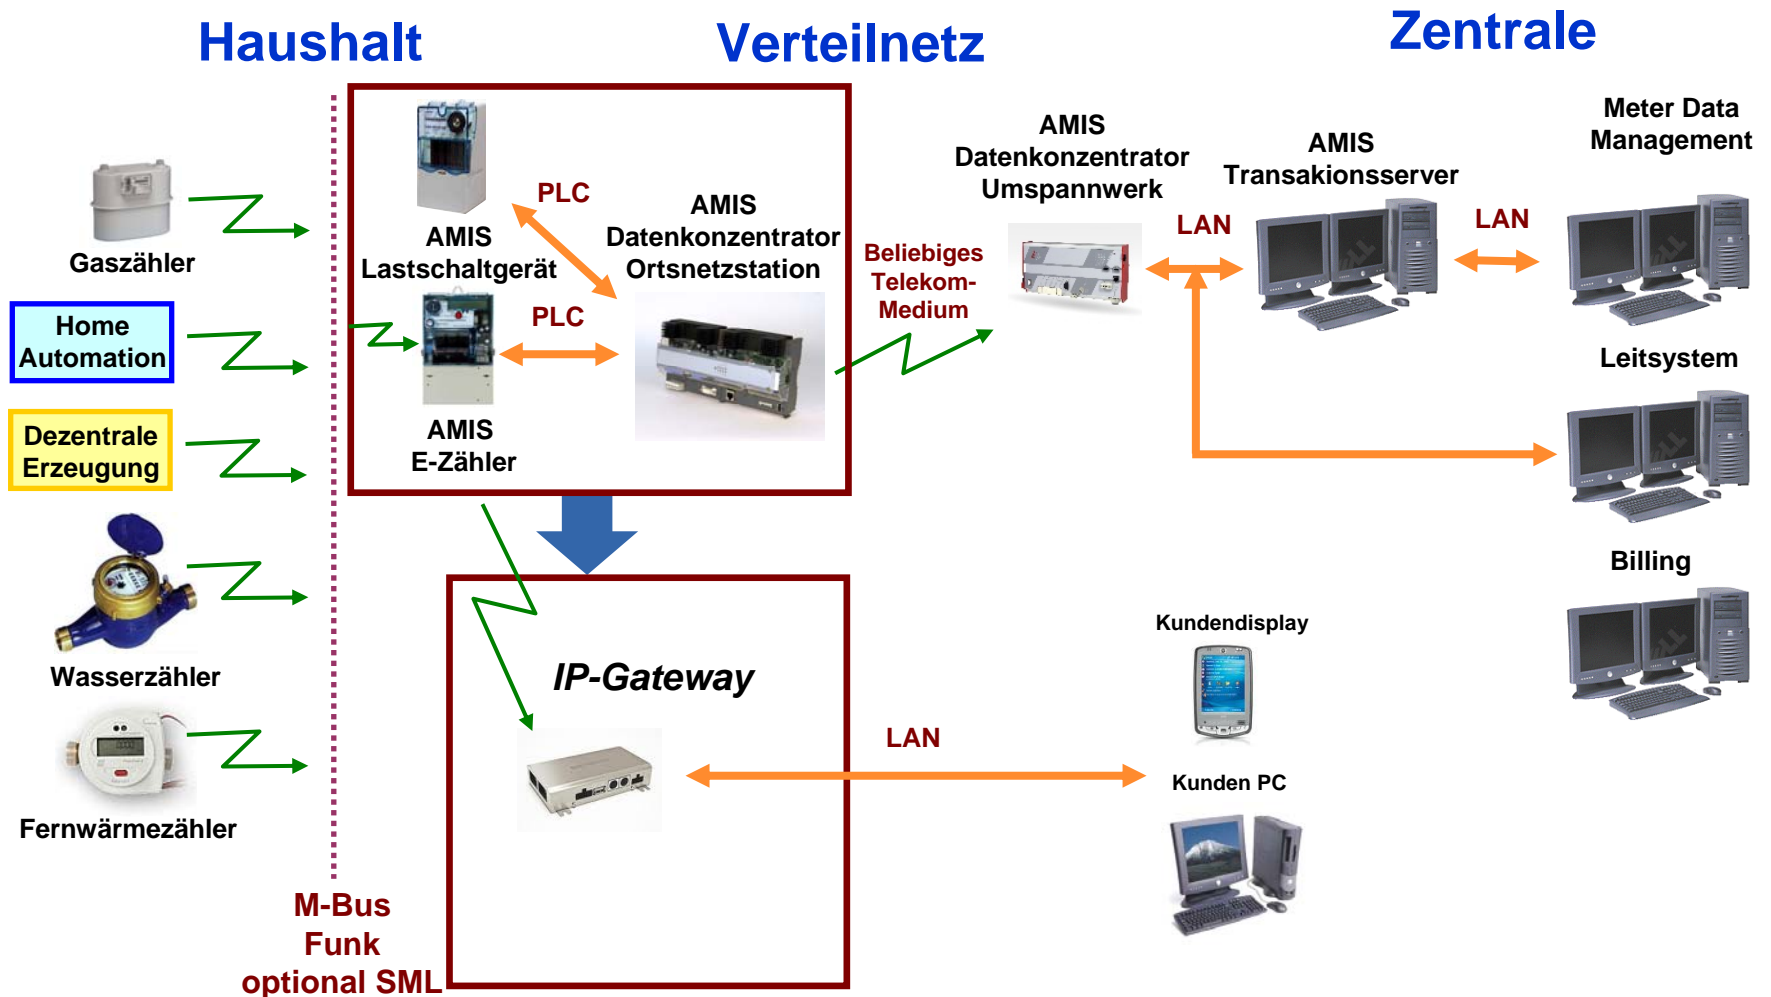 Haushalt
Verteilnetz
Zentrale
Gaszähler
Home
Automation
Dezentrale
Erzeugung
Wasserzähler
Fernwärmezähler
M-Bus
Funk
optional SML
AMIS
Lastschaltgerät
PLC
PLC
AMIS
E-Zähler
AMIS
Datenkonzentrator
Ortsnetzstation
Beliebiges
Telekom-
Medium
AMIS
Datenkonzentrator
Umspannwerk
LAN
AMIS
Transakionsserver
LAN
Meter Data
Management
Leitsystem
Billing
IP-Gateway
LAN
Kundendisplay
Kunden PC